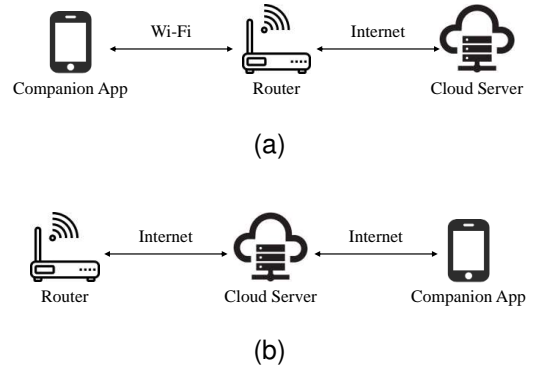 Wi-Fi Internet
Companion App Router Cloud Server
(a)
Internet Internet
Router Cloud Server Companion App
(b)